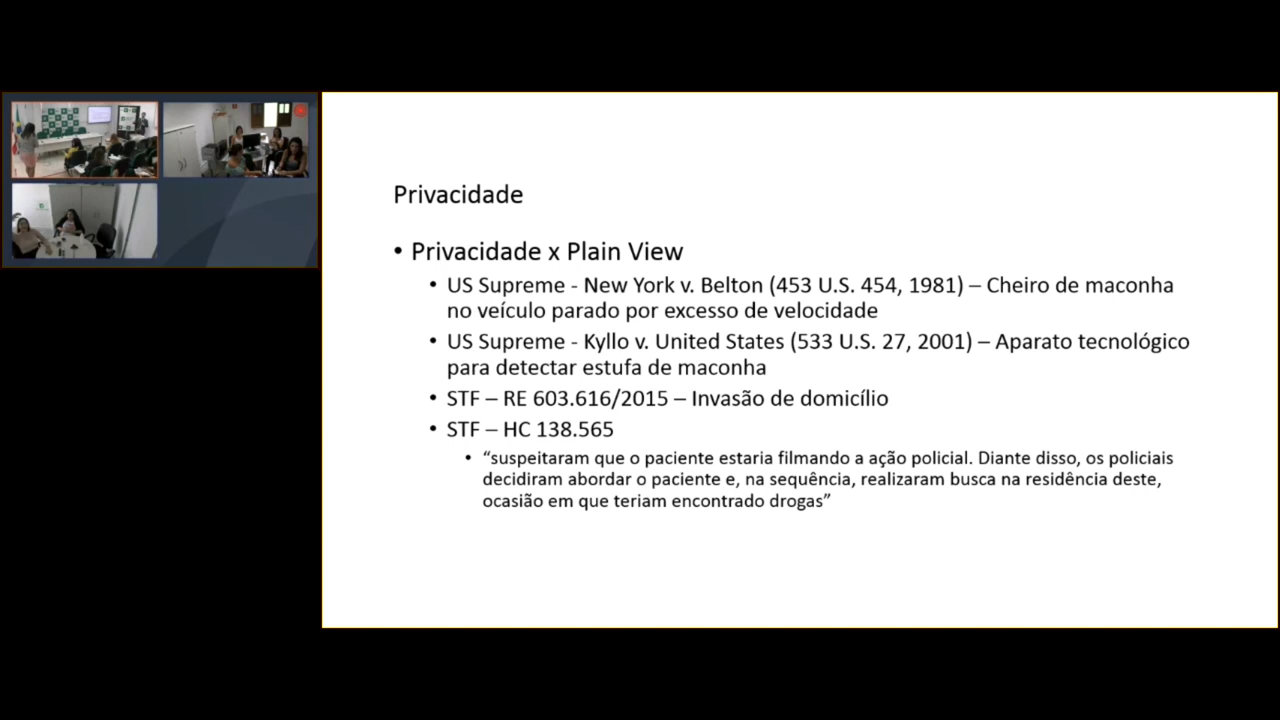 Privacidade
• Privacidade x Plain View
• US Supreme - New York v. Belton (453 U.S. 454, 1981) – Cheiro de maconha
no veículo parado por excesso de velocidade
• US Supreme - Kyllo v. United States (533 U.S. 27, 2001) – Aparato tecnológico
para detectar estufa de maconha
• STF – RE 603.616/2015 – Invasão de domicílio
• STF – HC 138.565
• “suspeitaram que o paciente estaria filmando a ação policial. Diante disso, os policiais
decidiram abordar o paciente e, na sequência, realizaram busca na residência deste,
ocasião em que teriam encontrado drogas”